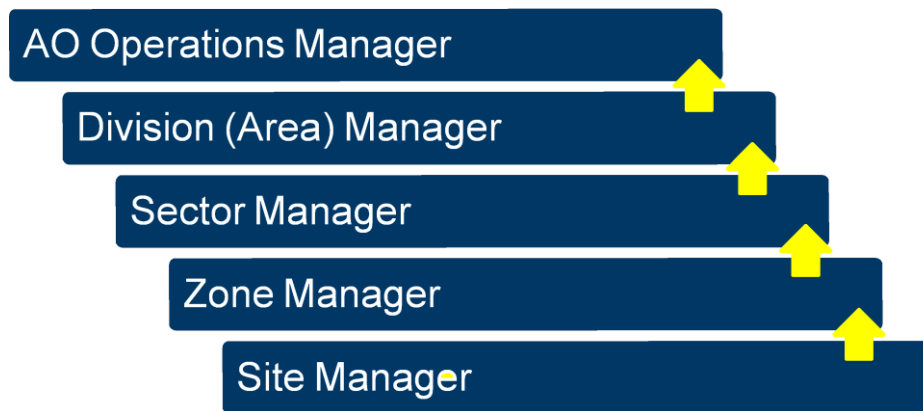 AO Operations Manager
Division (Area) Manager
Sector Manager
Zone Manager
Site Manager